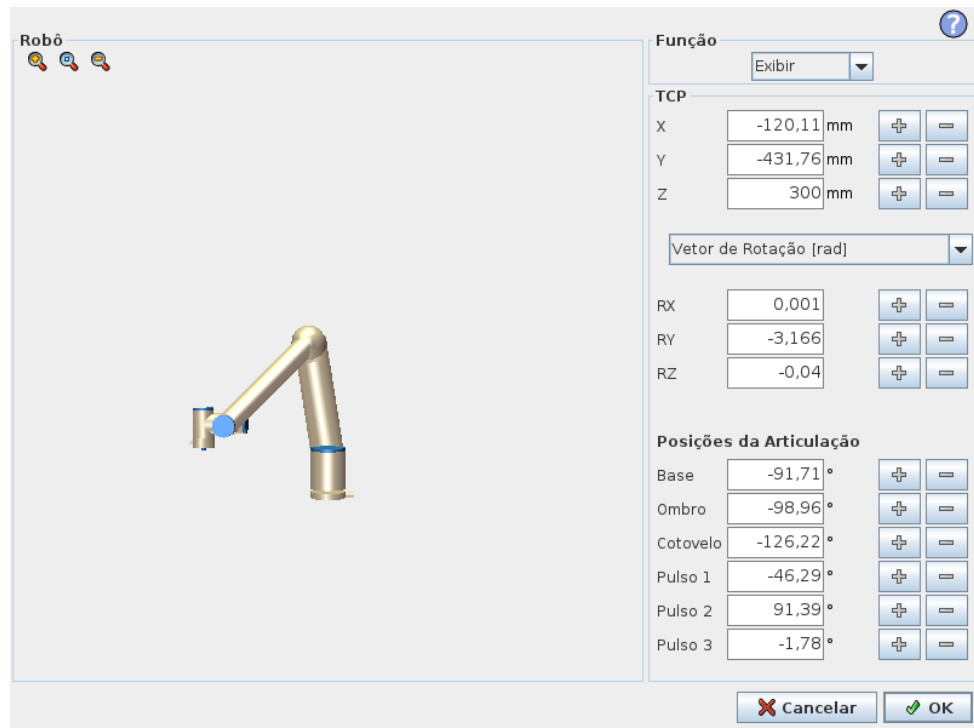 ?
Robô
Função
Exibir
TCP
X -120,11 mm
Y -431,76 mm
Z 300 mm
Vetor de Rotação [rad]
RX 0,001
RY -3,166
RZ -0,04
Posições da Articulação
Base -91,71 °
Ombro -98,96 °
Cotovelo -126,22 °
Pulso 1 -46,29 °
Pulso 2 91,39 °
Pulso 3 -1,78 °
Cancelar OK